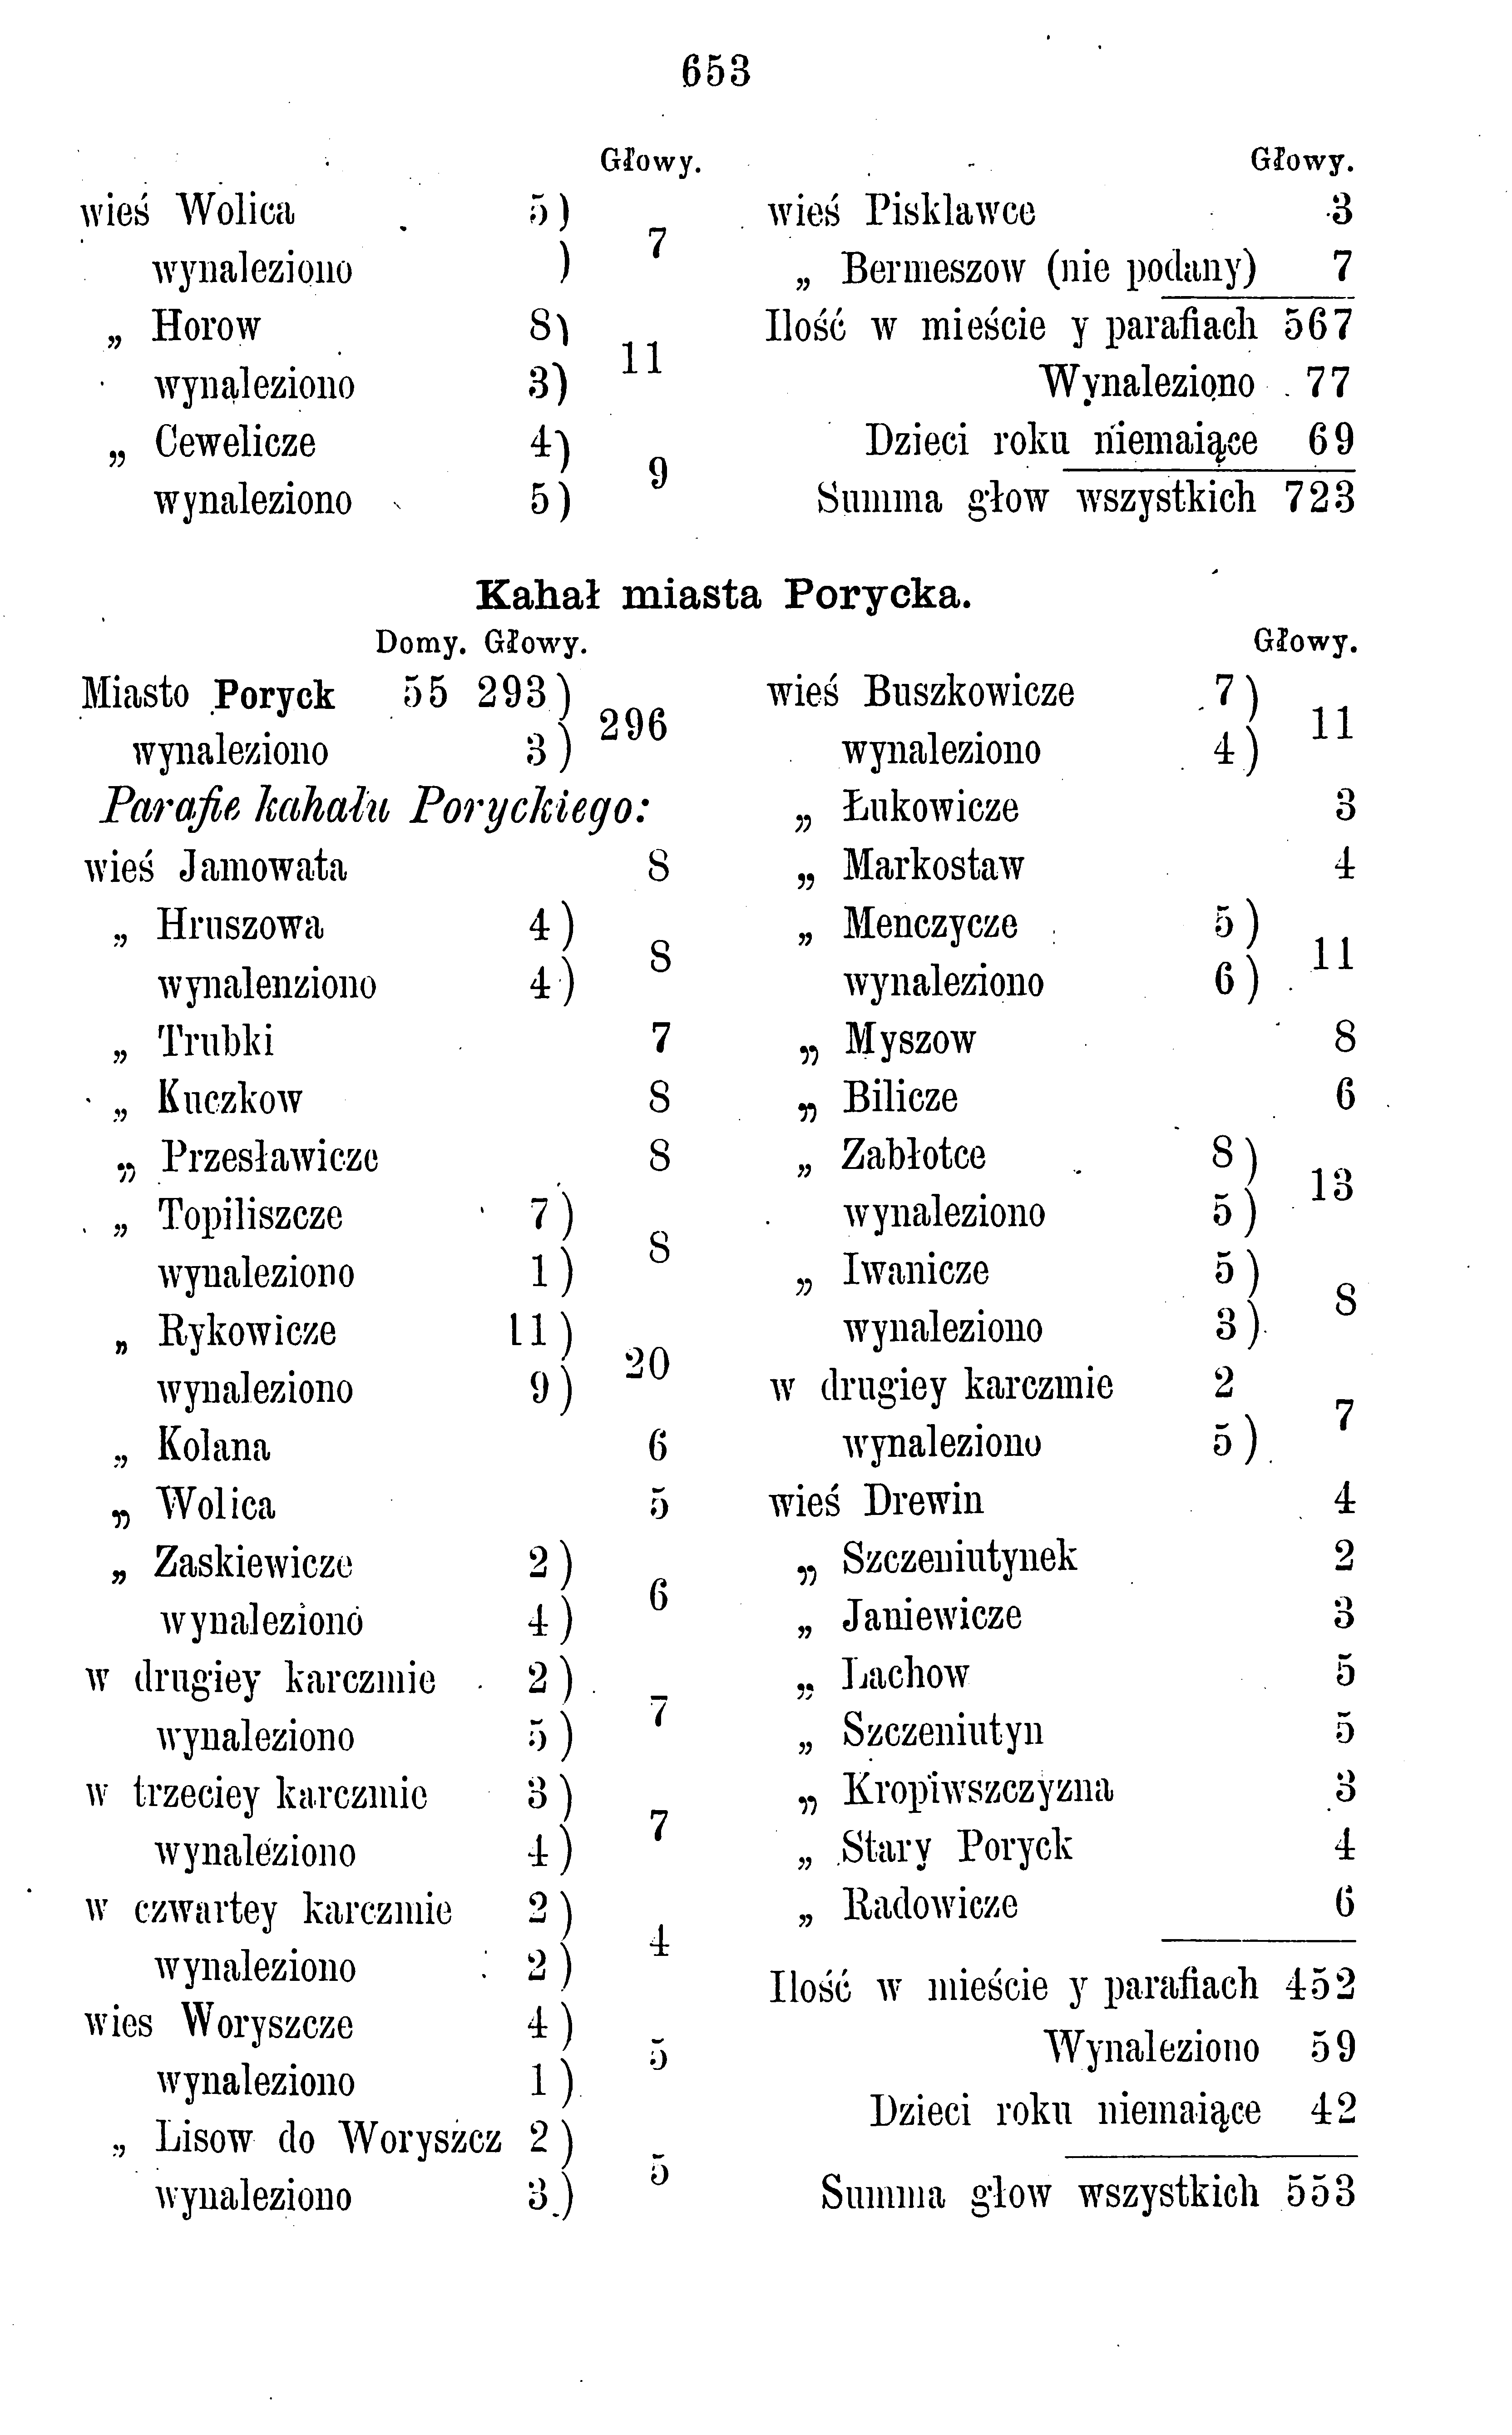 653
Głowy.
wieś Wolica 5)
7
wynaleziono )
„ Horow 8)
11
wynaleziono 3)
„ Cewelicze 4)
9
wynaleziono 5)
Głowy.
wieś Pisklawce 3
„ Bermeszow (nie podany) 7
Ilość w mieście y parafiach 567
Wynaleziono 77
Dzieci roku niemaiące 69
Summa głow wszystkich 723
Kahał miasta Porycka.
Domy. Głowy.
Miasto Poryck 55 293)
296
wynaleziono 3)
Parafie kahału Poryckiego:
wieś Jamowata 8
„ Hruszowa 4)
8
wynalenziono 4)
„ Trubki 7
„ Kuczkow 8
„ Przesławicze 8
„ Topiliszcze 7)
8
wynaleziono 1)
„ Rykowicze 11)
20
wynaleziono 9)
„ Kolana 6
„ Wolica 5
„ Zaskiewicze 2)
6
wynaleziono 4)
w drugiey karczmie 2)
7
wynaleziono 5)
w trzeciey karczmie 3)
7
wynaleziono 4)
w czwartey karczmie 2)
4
wynaleziono 2)
wies Woryszcze 4)
5
wynaleziono 1)
„ Lisow do Woryszcz 2)
5
wynaleziono 3)
Głowy.
wieś Buszkowicze 7)
11
wynaleziono 4)
„ Łukowicze 3
„ Markostaw 4
„ Menczycze 5)
11
wynaleziono 6)
„ Myszow 8
„ Bilicze 6
„ Zabłotce 8)
13
wynaleziono 5)
„ Iwanicze 5)
8
wynaleziono 3)
w drugiey karczmie 2
7
wynaleziono 5)
wieś Drewin 4
„ Szczeniutynek 2
„ Janiewicze 3
„ Lachow 5
„ Szczeniutyn 5
„ Kropiwszczyzna 3
„ Stary Poryck 4
„ Radowicze 6
Ilość w mieście y parafiach 452
Wynaleziono 59
Dzieci roku niemaiące 42
Summa głow wszystkich 553